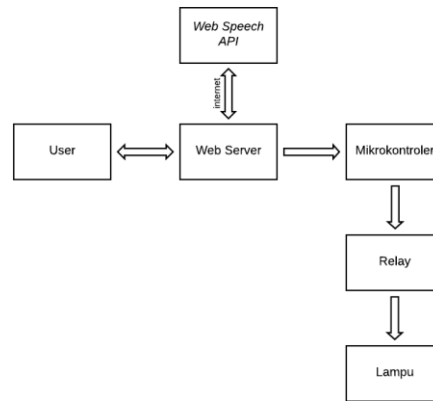 Web Speech
API
internet
User
Web Server
Mikrokontroler
Relay
Lampu